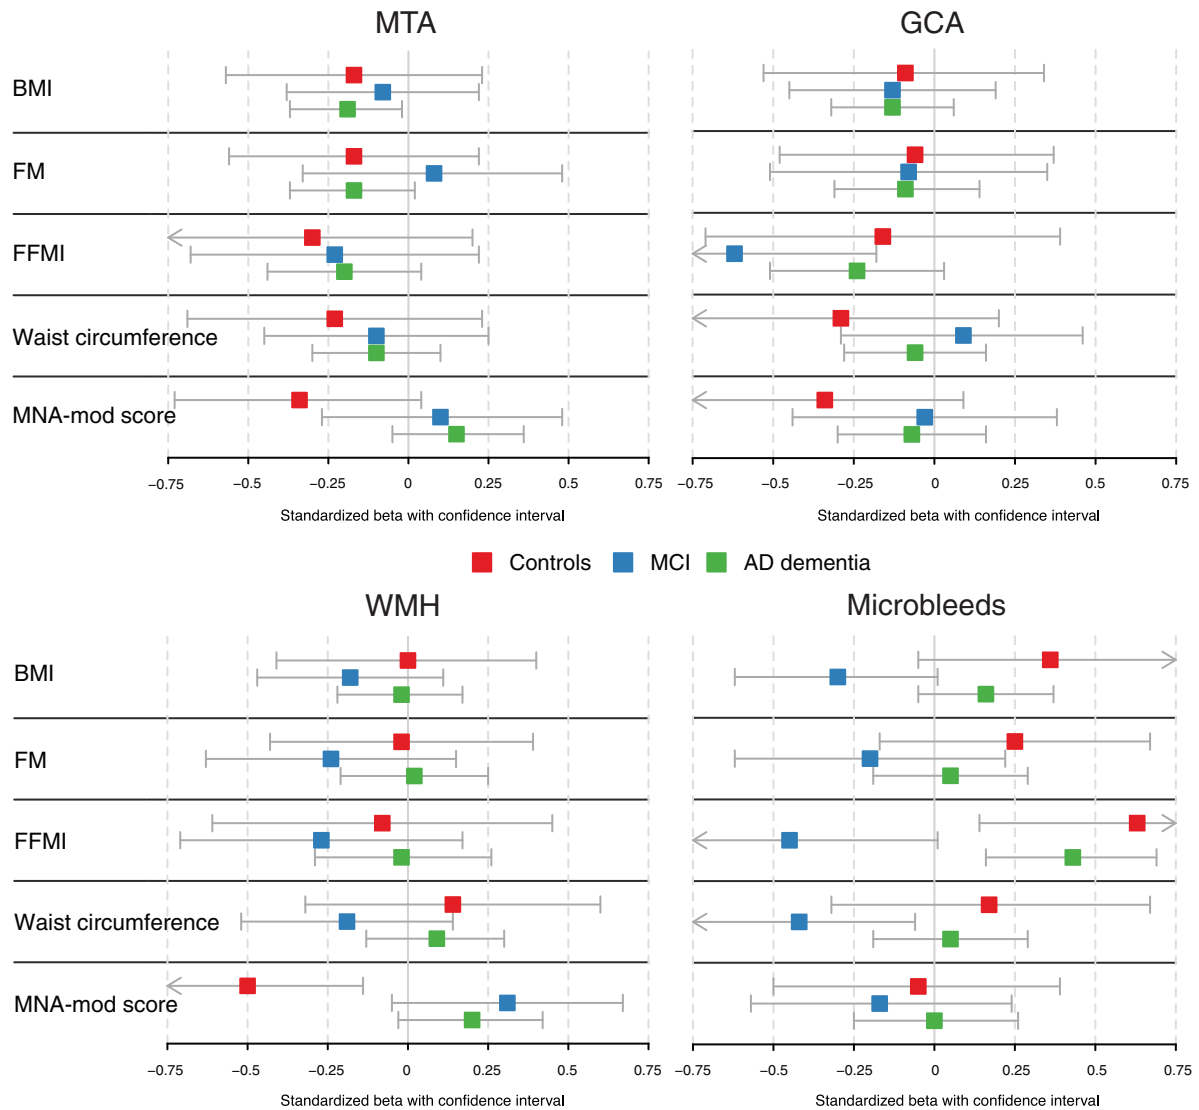 MTA
GCA
BMI
FM
FFMI
Waist circumference
MNA-mod score
−0.75 −0.5 −0.25 0 0.25 0.5 0.75
−0.75 −0.5 −0.25 0 0.25 0.5 0.75
Standardized beta with confidence interval
Standardized beta with confidence interval
Controls MCI AD dementia
WMH
Microbleeds
BMI
FM
FFMI
Waist circumference
MNA-mod score
−0.75 −0.5 −0.25 0 0.25 0.5 0.75
−0.75 −0.5 −0.25 0 0.25 0.5 0.75
Standardized beta with confidence interval
Standardized beta with confidence interval